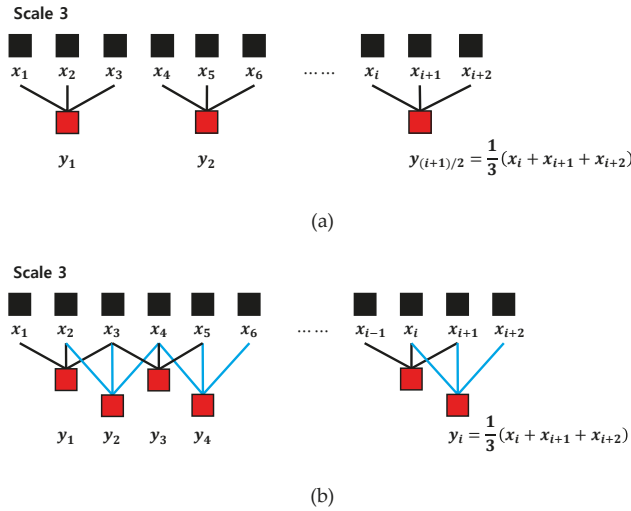 Scale 3
x₁ x₂ x₃ x₄ x₅ x₆ …… xᵢ xᵢ₊₁ xᵢ₊₂
y₁ y₂ y₍ᵢ₊₁₎/₂ = 1/3 (xᵢ + xᵢ₊₁ + xᵢ₊₂)
(a)
Scale 3
x₁ x₂ x₃ x₄ x₅ x₆ …… xᵢ₋₁ xᵢ xᵢ₊₁ xᵢ₊₂
y₁ y₂ y₃ y₄ yᵢ = 1/3 (xᵢ + xᵢ₊₁ + xᵢ₊₂)
(b)